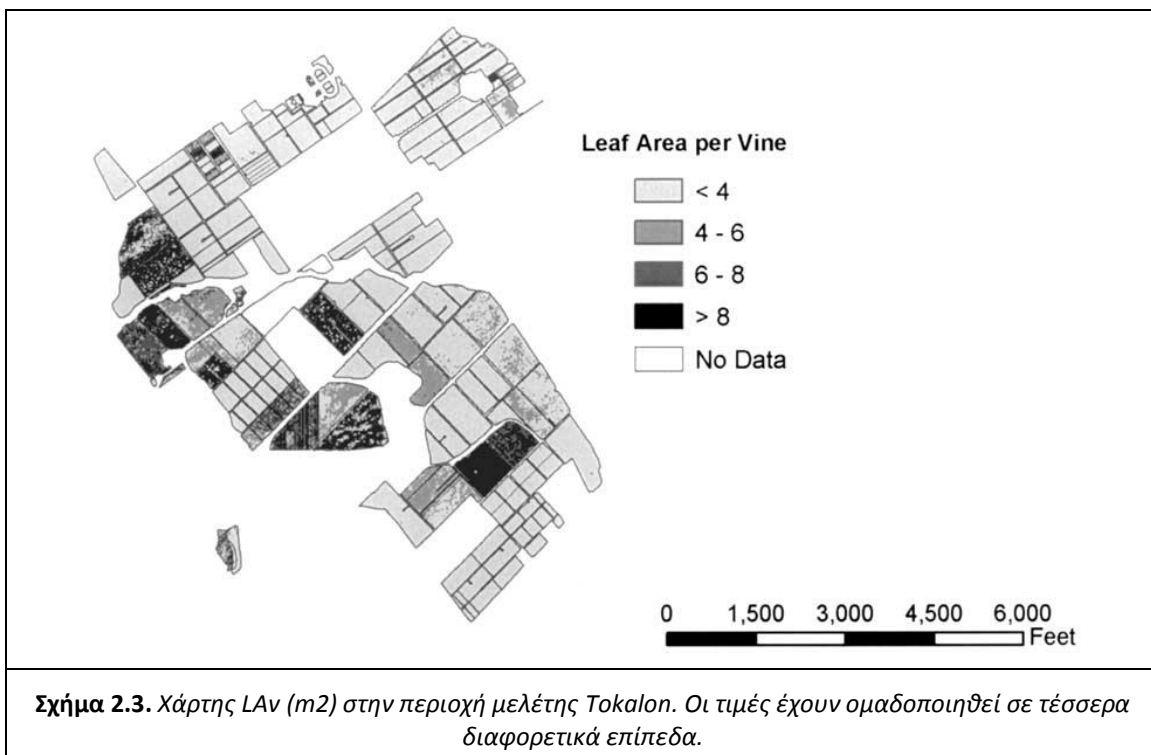 Leaf Area per Vine
< 4
4 - 6
6 - 8
> 8
No Data
0 1,500 3,000 4,500 6,000
Feet
Σχήμα 2.3. Χάρτης LAv (m2) στην περιοχή μελέτης Tokalon. Οι τιμές έχουν ομαδοποιηθεί σε τέσσερα
διαφορετικά επίπεδα.